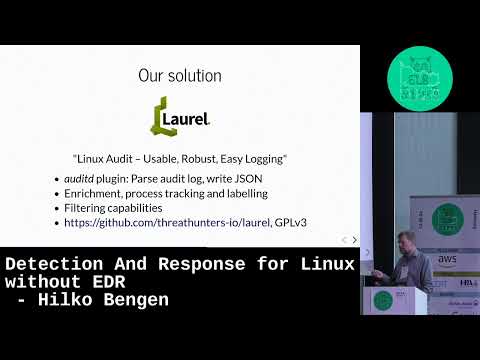 Our solution
Laurel
"Linux Audit – Usable, Robust, Easy Logging"
auditd plugin: Parse audit log, write JSON
Enrichment, process tracking and labelling
Filtering capabilities
https://github.com/threathunters-io/laurel, GPLv3
aws
Detection And Response for Linux
without EDR
- Hilko Bengen